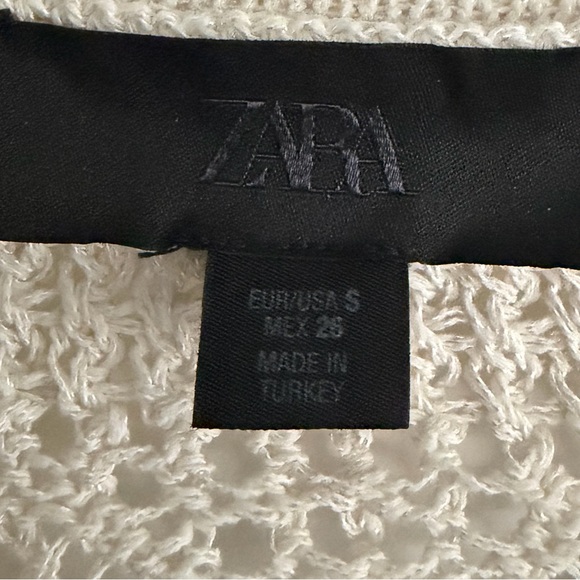 ZARA
EUR/USA S
MEX 26
MADE IN
TURKEY